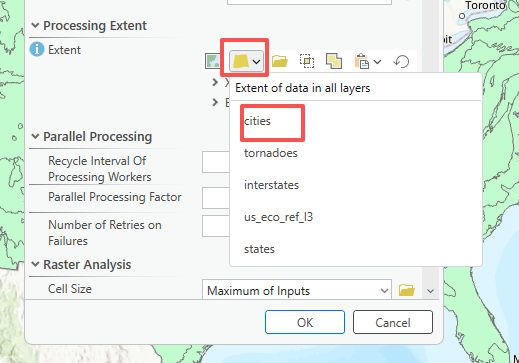 Toronto
Processing Extent
Extent
Extent of data in all layers
cities
tornadoes
interstates
us_eco_ref_l3
states
Parallel Processing
Recycle Interval Of
Processing Workers
Parallel Processing Factor
Number of Retries on
Failures
Raster Analysis
Cell Size
Maximum of Inputs
OK
Cancel